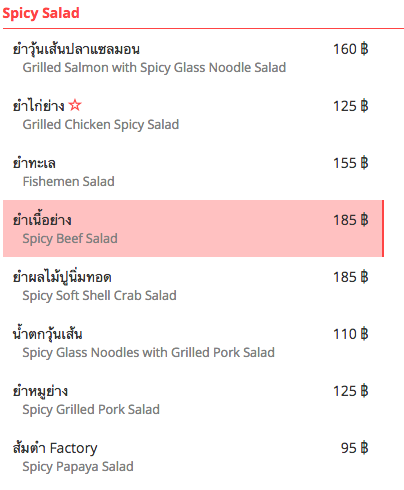 Spicy Salad
ยำวุ้นเส้นปลาแซลมอน 160 ฿
Grilled Salmon with Spicy Glass Noodle Salad
ยำไก่ย่าง ☆ 125 ฿
Grilled Chicken Spicy Salad
ยำทะเล 155 ฿
Fishemen Salad
ยำเนื้อย่าง 185 ฿
Spicy Beef Salad
ยำผลไม้ปูนิ่มทอด 185 ฿
Spicy Soft Shell Crab Salad
น้ำตกวุ้นเส้น 110 ฿
Spicy Glass Noodles with Grilled Pork Salad
ยำหมูย่าง 125 ฿
Spicy Grilled Pork Salad
ส้มตำ Factory 95 ฿
Spicy Papaya Salad